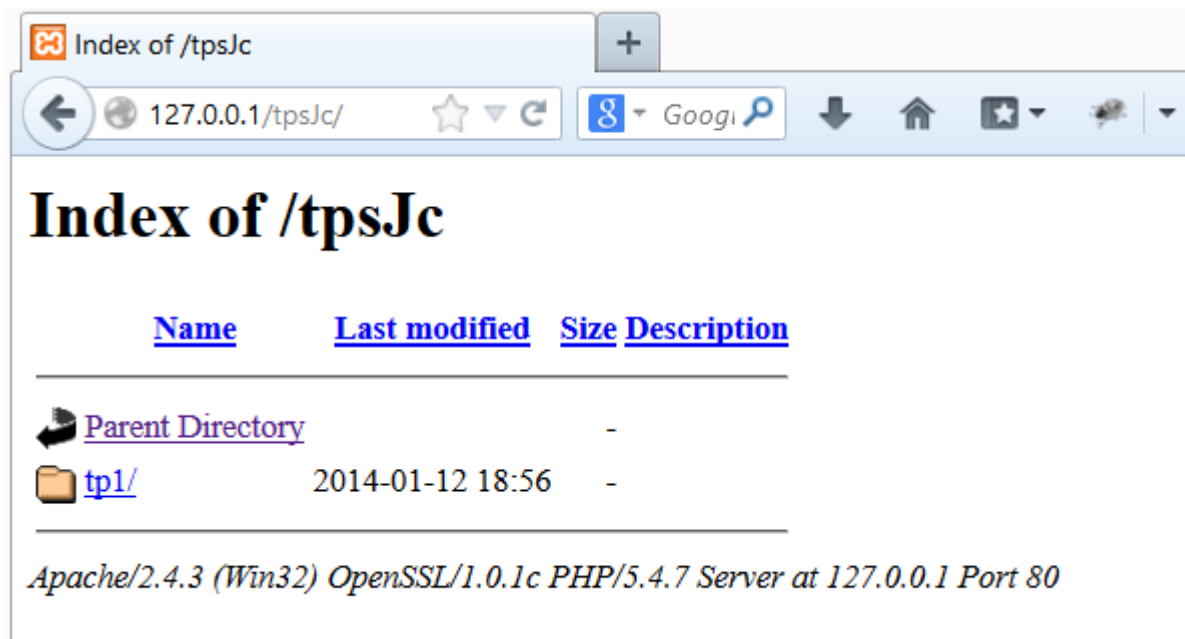 Index of /tpsJc
127.0.0.1/tpsJc/
8 Googl
Index of /tpsJc
Name Last modified Size Description
Parent Directory -
tp1/ 2014-01-12 18:56 -
Apache/2.4.3 (Win32) OpenSSL/1.0.1c PHP/5.4.7 Server at 127.0.0.1 Port 80